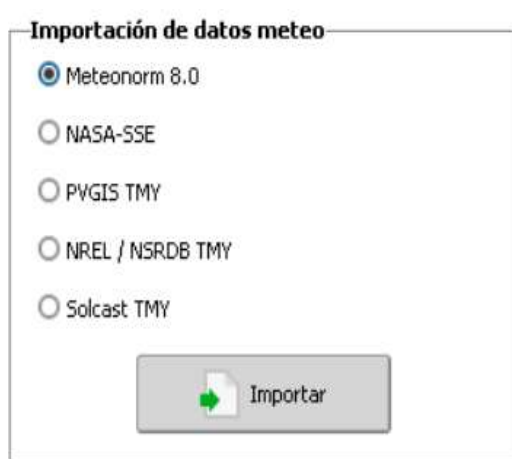 Importación de datos meteo
Meteonorm 8.0
NASA-SSE
PVGIS TMY
NREL / NSRDB TMY
Solcast TMY
Importar